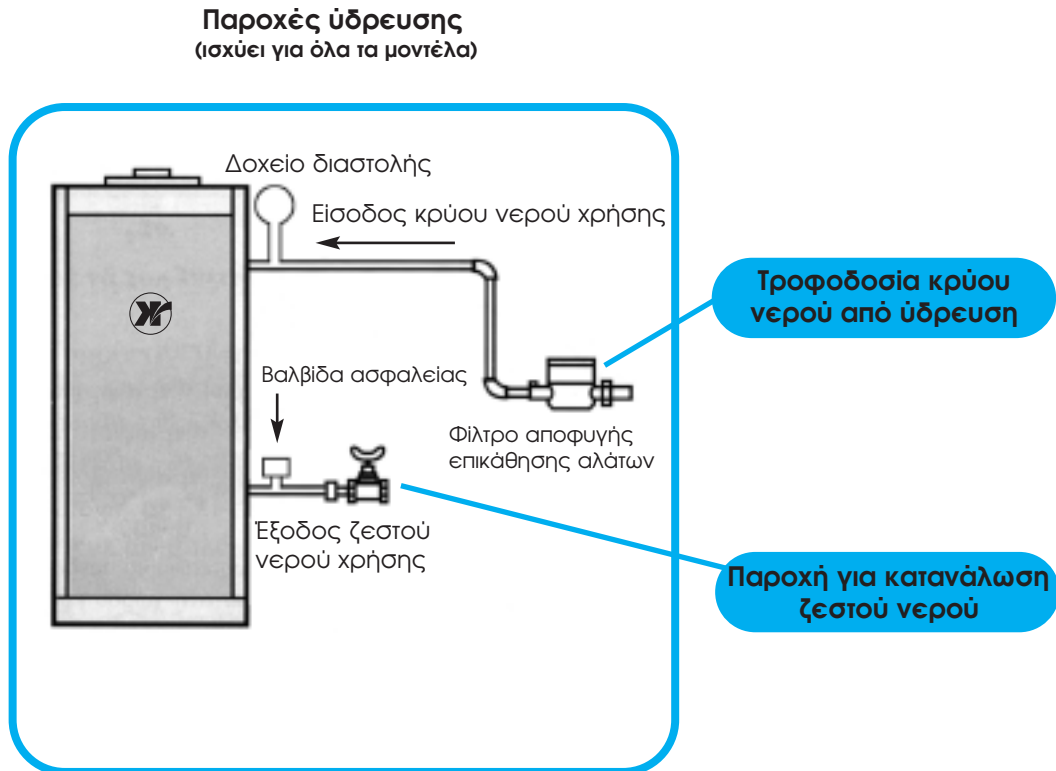 Παροχές ύδρευσης
(ισχύει για όλα τα μοντέλα)
Δοχείο διαστολής
Είσοδος κρύου νερού χρήσης
Τροφοδοσία κρύου
νερού από ύδρευση
Βαλβίδα ασφαλείας
Φίλτρο αποφυγής
επικάθησης αλάτων
Έξοδος ζεστού
νερού χρήσης
Παροχή για κατανάλωση
ζεστού νερού